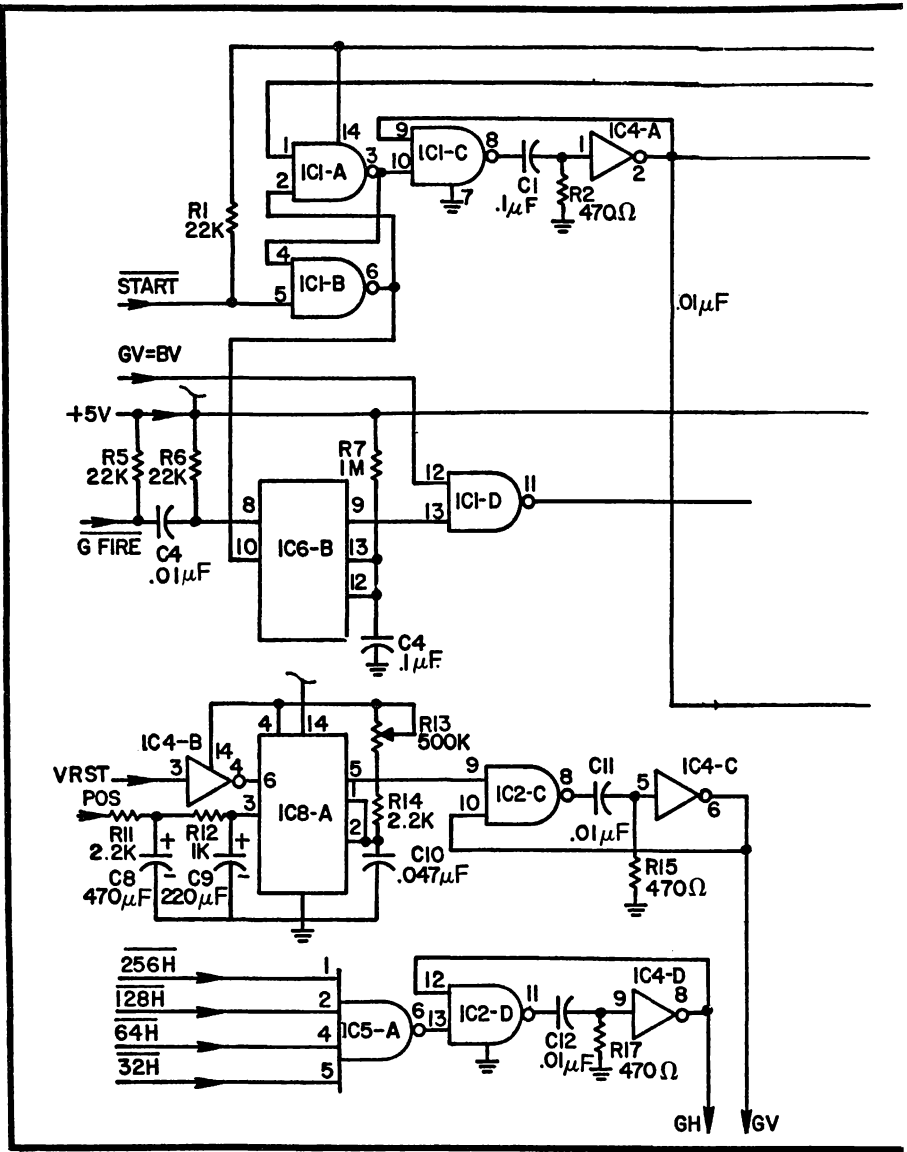 14
1
IC1-A
3
2
9
IC1-C
8
10
7
C1
.1µF
1
IC4-A
2
R2
470Ω
R1
22K
4
IC1-B
6
5
START
.01µF
GV=BV
+5V
R5
22K
R6
22K
R7
1M
12
IC1-D
11
13
8
9
G FIRE
C4
.01µF
10
IC6-B
13
12
C4
.1µF
4
14
R13
500K
IC4-B
14
VRST
3
4
6
5
9
IC2-C
8
C11
5
IC4-C
6
POS
3
IC8-A
1
R14
2.2K
10
.01µF
R11
2.2K
R12
1K
2
C10
.047µF
R15
470Ω
+
-
C8
470µF
+
-
C9
220µF
256H
1
128H
2
64H
4
32H
5
IC5-A
6
12
13
IC2-D
11
C12
.01µF
9
IC4-D
8
R17
470Ω
GH
GV